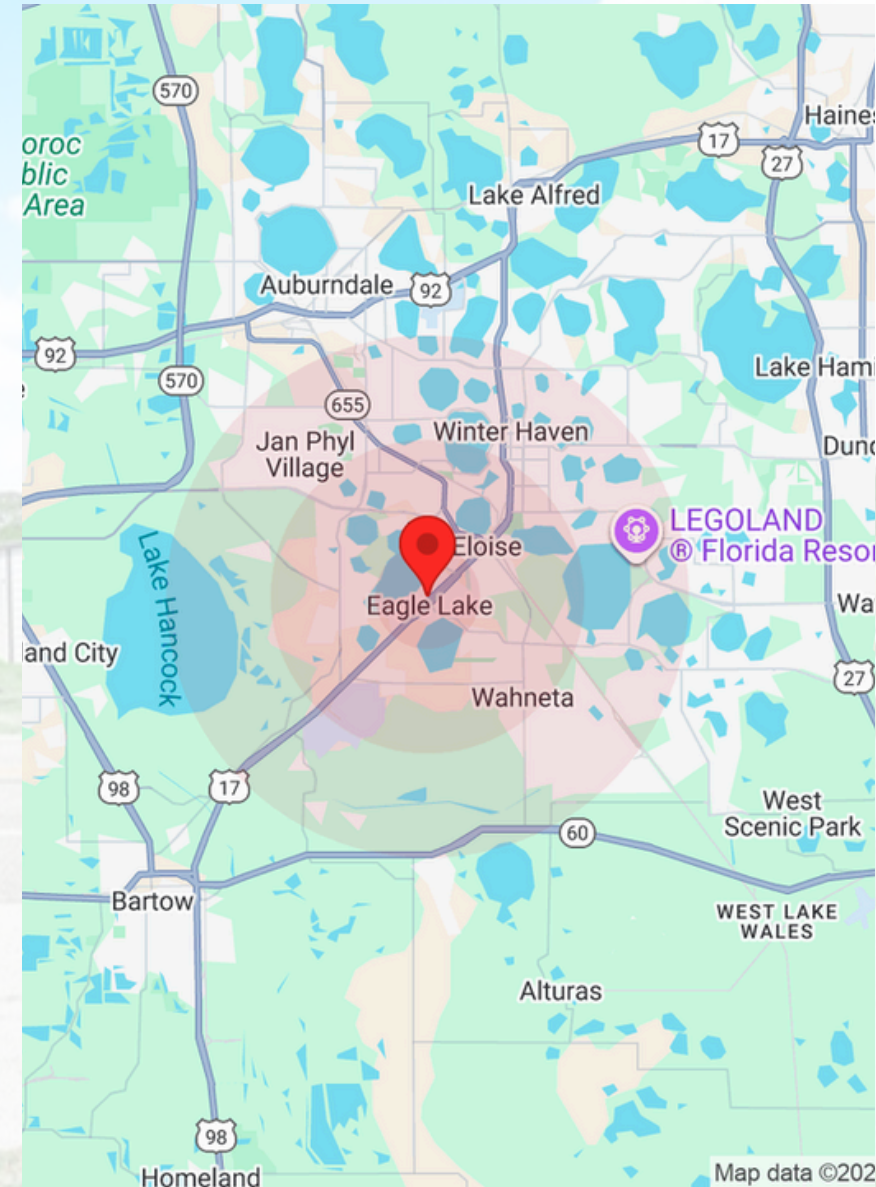 570
Haines
17
27
oroc
blic
Area
Lake Alfred
Auburndale
92
92
570
Lake Hami
655
Jan Phyl
Village
Winter Haven
Dund
LEGOLAND
® Florida Resor
Eloise
Lake Hancock
Eagle Lake
Wa
land City
27
Wahneta
98
17
West
Scenic Park
60
Bartow
WEST LAKE
WALES
Alturas
98
Homeland
Map data ©202